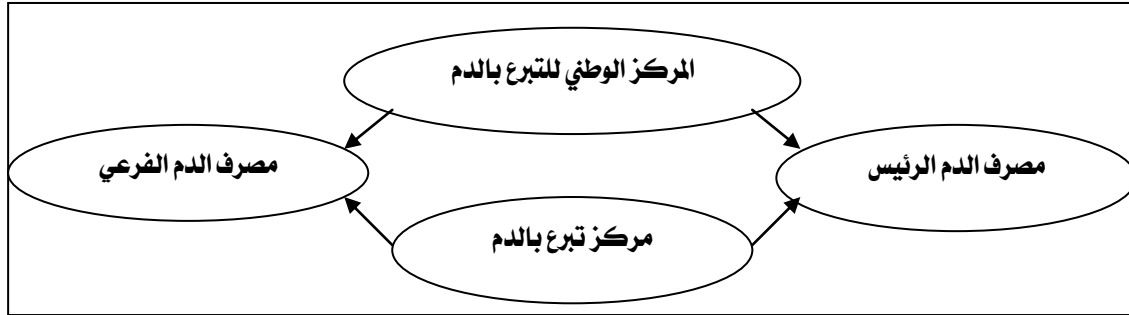 المركز الوطني للتبرع بالدم
مصرف الدم الرئيس
مصرف الدم الفرعي
مركز تبرع بالدم